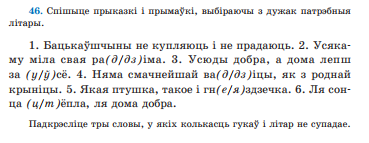 46. Спішыце прыказкі і прымаўкі, выбіраючы з дужак патрэбныя
літары.
1. Бацькаўшчыны не купляюць і не прадаюць. 2. Усяка-
му міла свая ра(д/дз)іма. 3. Усюды добра, а дома лепш
за (у/ў)сё. 4. Няма смачнейшай ва(д/дз)іцы, як з роднай
крыніцы. 5. Якая птушка, такое і гн(е/я)здзечка. 6. Ля сон-
ца (ц/т)ёпла, ля дома добра.
Падкрэсліце тры словы, у якіх колькасць гукаў і літар не супадае.